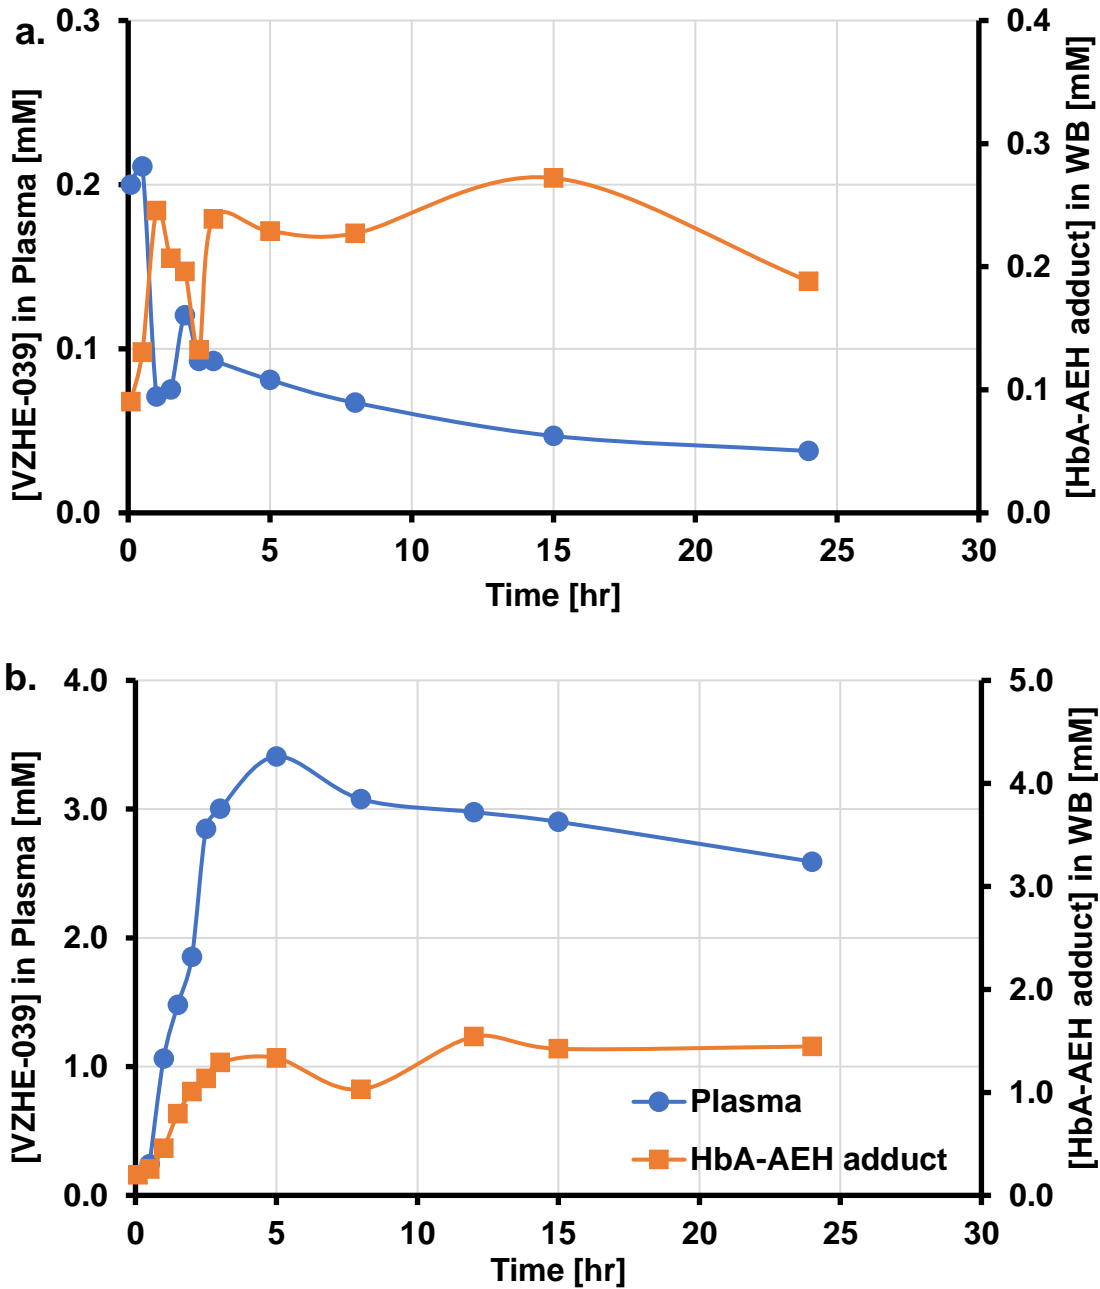 a.
[VZHE-039] in Plasma [mM]
0.3
0.2
0.1
0.0
[HbA-AEH adduct] in WB [mM]
0.4
0.3
0.2
0.1
0.0
0 5 10 15 20 25 30
Time [hr]
b.
[VZHE-039] in Plasma [mM]
4.0
3.0
2.0
1.0
0.0
[HbA-AEH adduct] in WB [mM]
5.0
4.0
3.0
2.0
1.0
0.0
Plasma
HbA-AEH adduct
0 5 10 15 20 25 30
Time [hr]